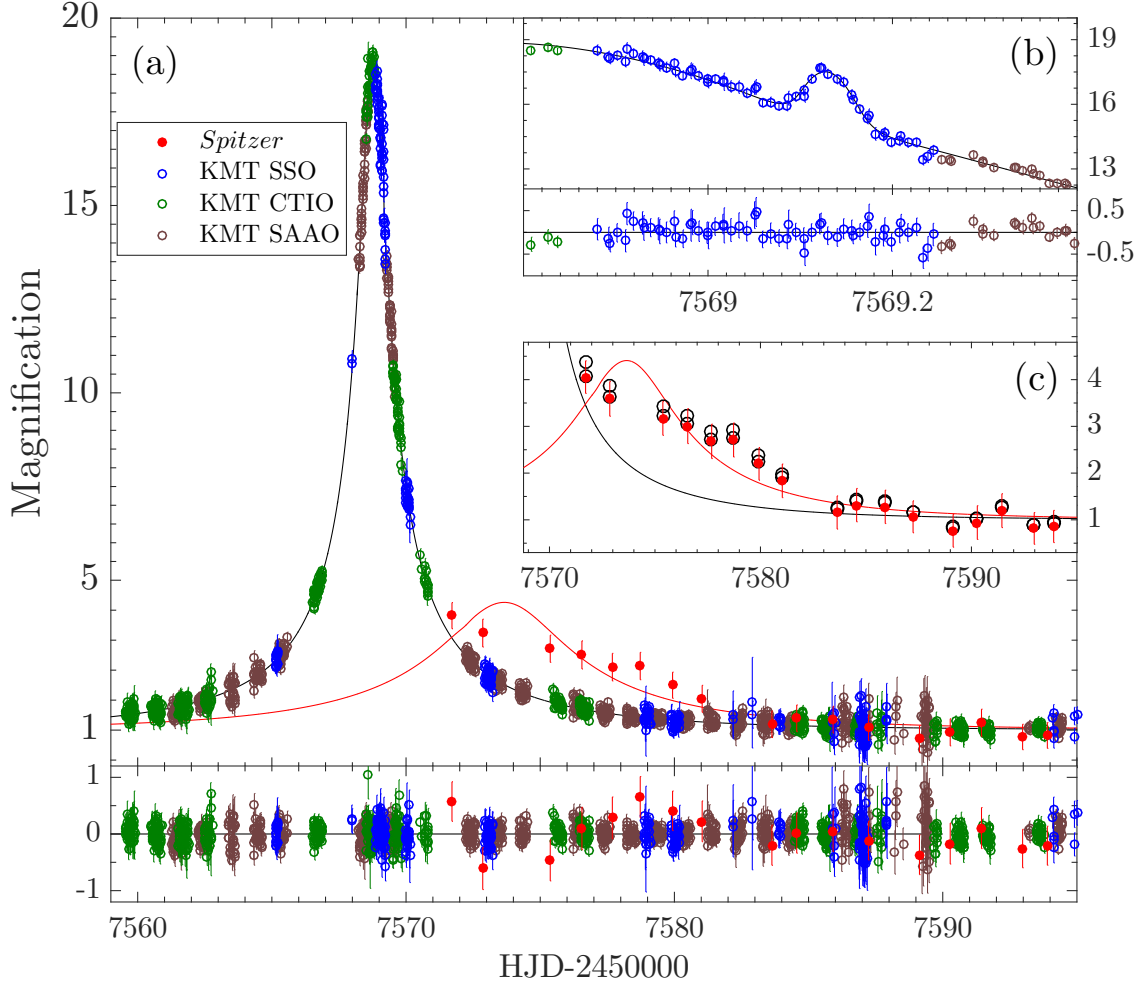 20
(a)
(b)
19
16
13
Spitzer
KMT SSO
KMT CTIO
KMT SAAO
15
0.5
-0.5
7569
7569.2
10
(c)
4
3
2
1
7570
7580
7590
5
1
Magnification
1
0
-1
7560
7570
7580
7590
HJD-2450000